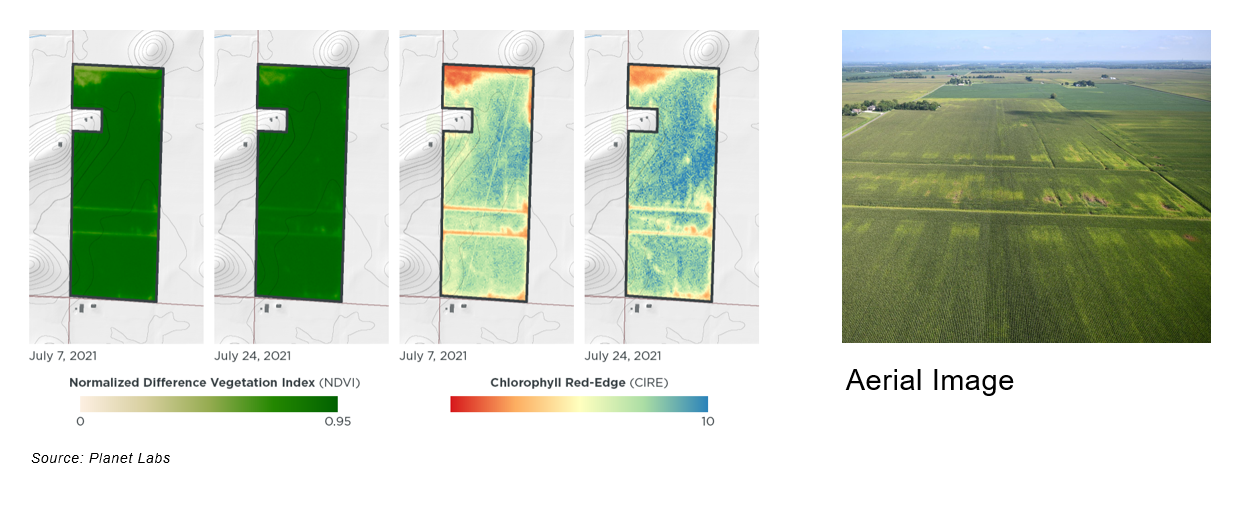 July 7, 2021
July 24, 2021
July 7, 2021
July 24, 2021
Normalized Difference Vegetation Index (NDVI)
0
0.95
Chlorophyll Red-Edge (CIRE)
10
Aerial Image
Source: Planet Labs